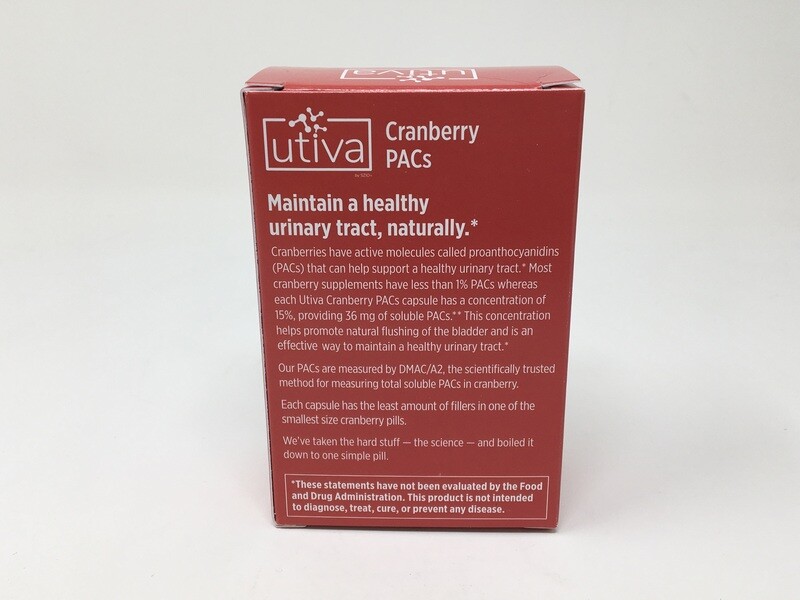 utiva
utiva
Cranberry
PACs
Maintain a healthy
urinary tract, naturally.*
Cranberries have active molecules called proanthocyanidins
(PACs) that can help support a healthy urinary tract.* Most
cranberry supplements have less than 1% PACs whereas
each Utiva Cranberry PACs capsule has a concentration of
15%, providing 36 mg of soluble PACs.** This concentration
helps promote natural flushing of the bladder and is an
effective way to maintain a healthy urinary tract.*
Our PACs are measured by DMAC/A2, the scientifically trusted
method for measuring total soluble PACs in cranberry.
Each capsule has the least amount of fillers in one of the
smallest size cranberry pills.
We've taken the hard stuff — the science — and boiled it
down to one simple pill.
*These statements have not been evaluated by the Food
and Drug Administration. This product is not intended
to diagnose, treat, cure, or prevent any disease.